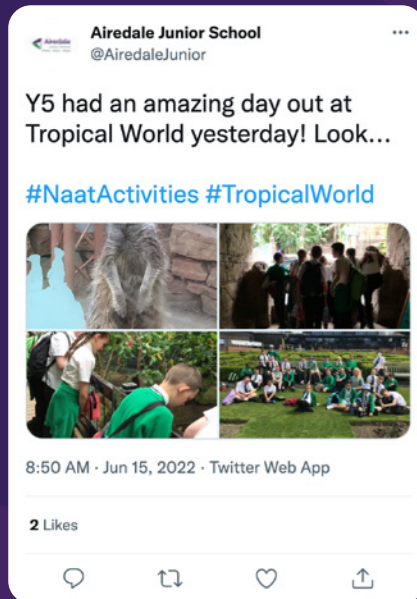 Airedale
Airedale Junior School
@AiredaleJunior
Y5 had an amazing day out at
Tropical World yesterday! Look...
#NaatActivities #TropicalWorld
8:50 AM · Jun 15, 2022 · Twitter Web App
2 Likes